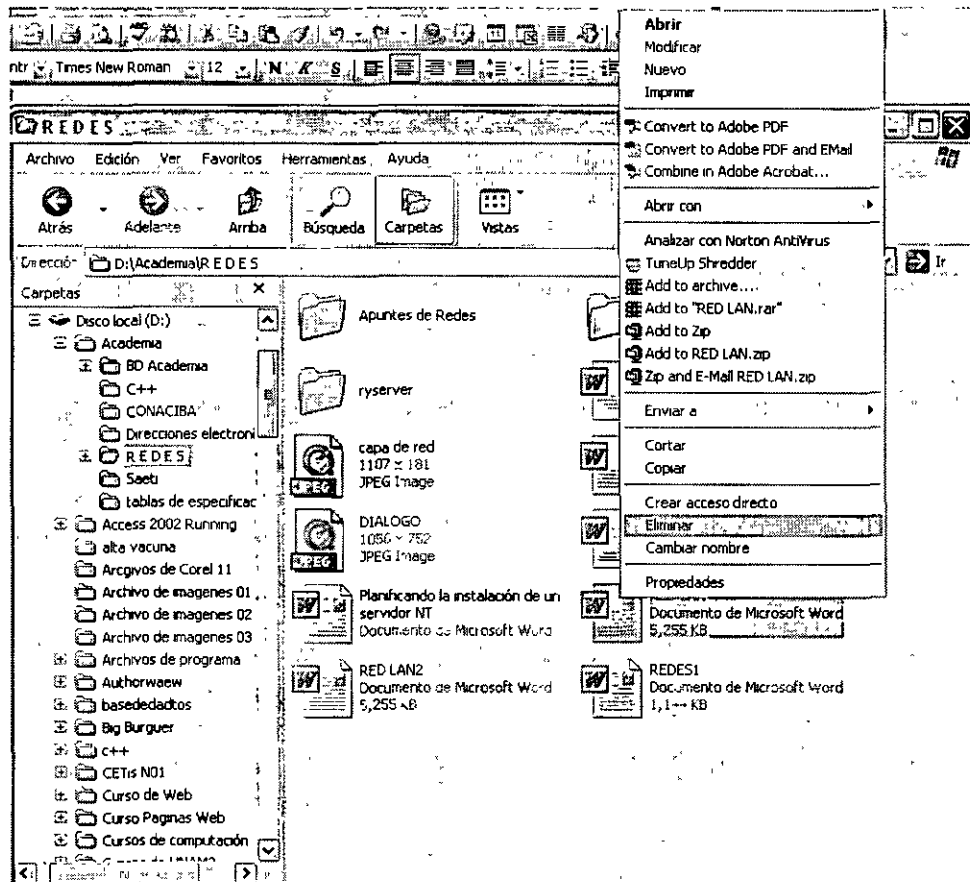 Times New Roman 12 N K S
REDES
Archivo Edición Ver Favoritos Herramientas Ayuda
Atrás Adelante Arriba Búsqueda Carpetas Vistas
Dirección D:\Academia\REDES Ir
Carpetas
Disco local (D:)
Academia
BD Academia
C++
CONACIBA
Direcciones electroni
REDES
Saeti
tablas de especificac
Access 2002 Running
alta vacuna
Arcgivos de Corel 11
Archivo de imagenes 01
Archivo de imagenes 02
Archivo de imagenes 03
Archivos de programa
Authorwaew
basededadtos
Big Burguer
c++
CETis N01
Curso de Web
Curso Paginas Web
Cursos de computación
Apuntes de Redes
ryserver
capa de red
1107 x 181
JPEG Image
DIALOGO
1056 x 752
JPEG Image
Planificando la instalación de un
servidor NT
Documento de Microsoft Word
Documento de Microsoft Word
5,255 KB
RED LAN2
Documento de Microsoft Word
5,255 KB
REDES1
Documento de Microsoft Word
KB
Abrir
Modificar
Nuevo
Imprimir
Convert to Adobe PDF
Convert to Adobe PDF and EMail
Combine in Adobe Acrobat...
Abrir con
Analizar con Norton AntiVirus
TuneUp Shredder
Add to archive...
Add to "RED LAN.rar"
Add to Zip
Add to RED LAN.zip
Zip and E-Mail RED LAN.zip
Enviar a
Cortar
Copiar
Crear acceso directo
Eliminar
Cambiar nombre
Propiedades